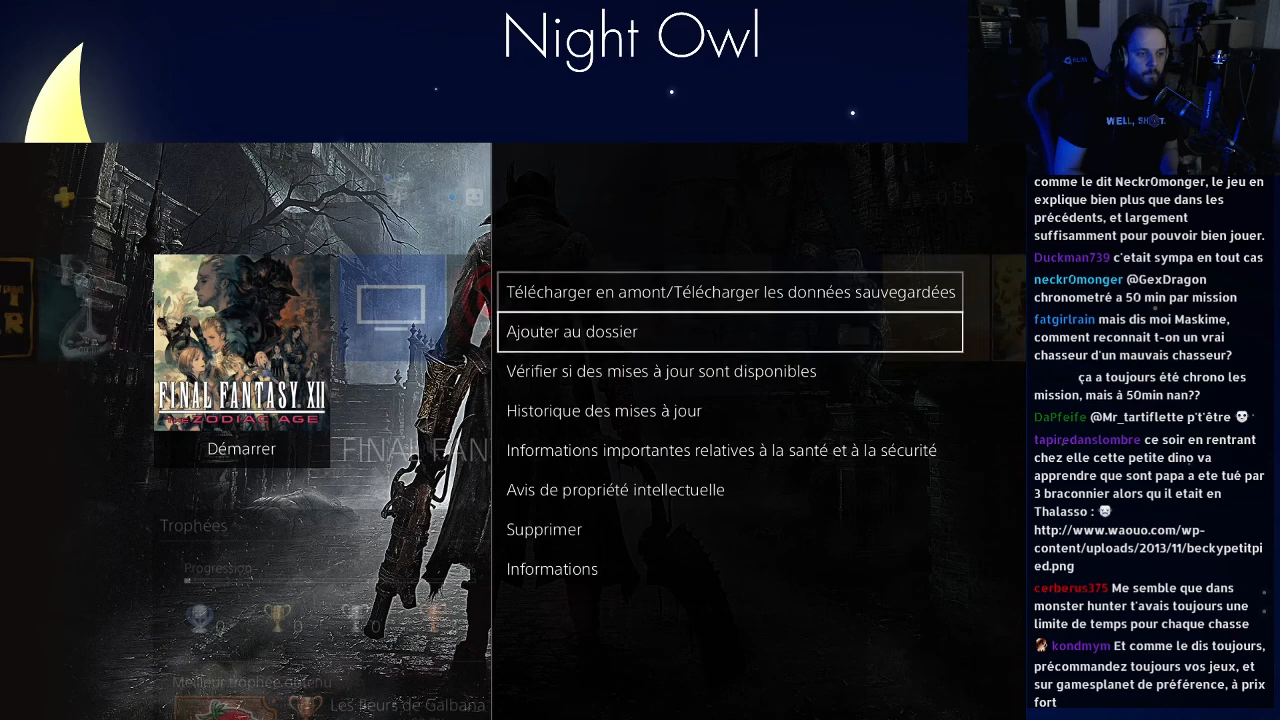 Night Owl
WELL, SH*T.
FINAL FANTASY XII
THE ZODIAC AGE
Démarrer
FINAL FAN
Trophées
Progression
0
0
0
Meilleur trophée obtenu
Les fleurs de Galbana
Télécharger en amont/Télécharger les données sauvegardées
Ajouter au dossier
Vérifier si des mises à jour sont disponibles
Historique des mises à jour
Informations importantes relatives à la santé et à la sécurité
Avis de propriété intellectuelle
Supprimer
Informations
comme le dit Neckr0monger, le jeu en
explique bien plus que dans les
précédents, et largement
suffisamment pour pouvoir bien jouer.
Duckman739 c'etait sympa en tout cas
neckr0monger @GexDragon
chronometré a 50 min par mission
fatgirlrain mais dis moi Maskime,
comment reconnait t-on un vrai
chasseur d'un mauvais chasseur?
ça a toujours été chrono les
mission, mais à 50min nan??
DaPfeife @Mr_tartiflette p't'être
tapiredanslombre ce soir en rentrant
chez elle cette petite dino va
apprendre que sont papa a ete tué par
3 braconnier alors qu il etait en
Thalasso :
http://www.waouo.com/wp-
content/uploads/2013/11/beckypetitpi
ed.png
cerberus375 Me semble que dans
monster hunter t'avais toujours une
limite de temps pour chaque chasse
kondmym Et comme le dis toujours,
précommandez toujours vos jeux, et
sur gamesplanet de préférence, à prix
fort